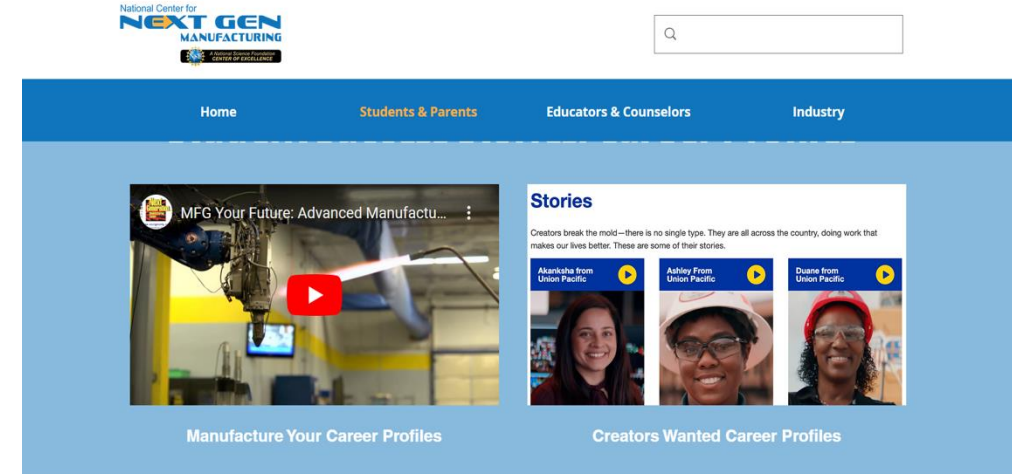 National Center for
NEXT GEN
MANUFACTURING
A National Science Foundation
CENTER OF EXCELLENCE
Home
Students & Parents
Educators & Counselors
Industry
MFG Your Future: Advanced Manufactu...
Stories
Creators break the mold—there is no single type. They are all across the country, doing work that
makes our lives better. These are some of their stories.
Akanksha from
Union Pacific
Ashley From
Union Pacific
Duane from
Union Pacific
Manufacture Your Career Profiles
Creators Wanted Career Profiles